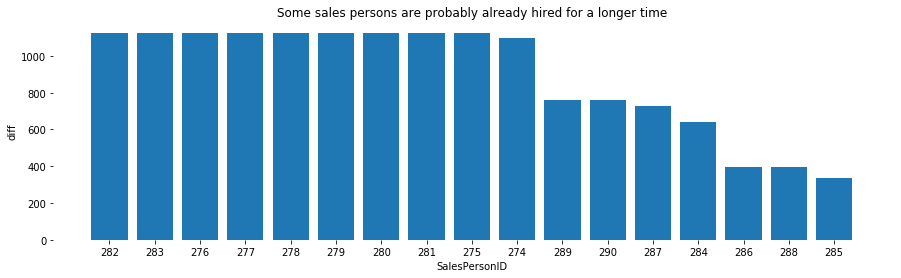 Some sales persons are probably already hired for a longer time
1000
800
600
400
200
0
diff
282 283 276 277 278 279 280 281 275 274 289 290 287 284 286 288 285
SalesPersonID